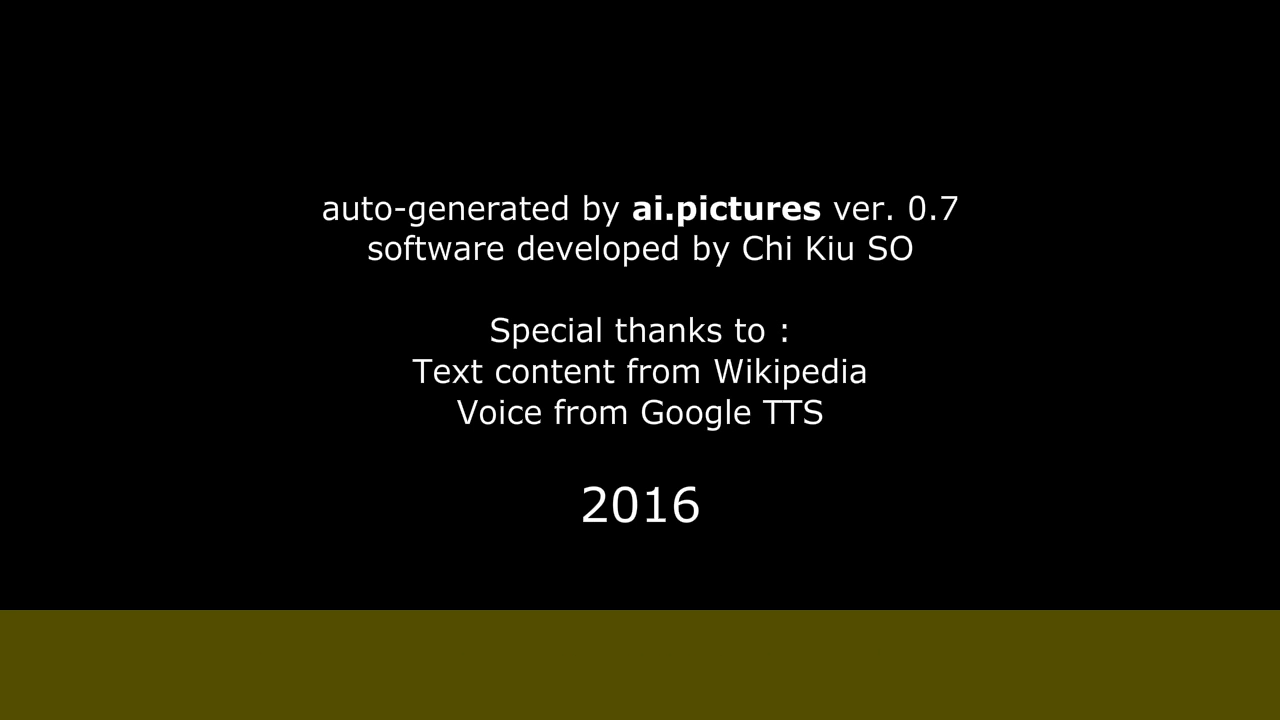 auto-generated by ai.pictures ver. 0.7
software developed by Chi Kiu SO
Special thanks to :
Text content from Wikipedia
Voice from Google TTS
2016